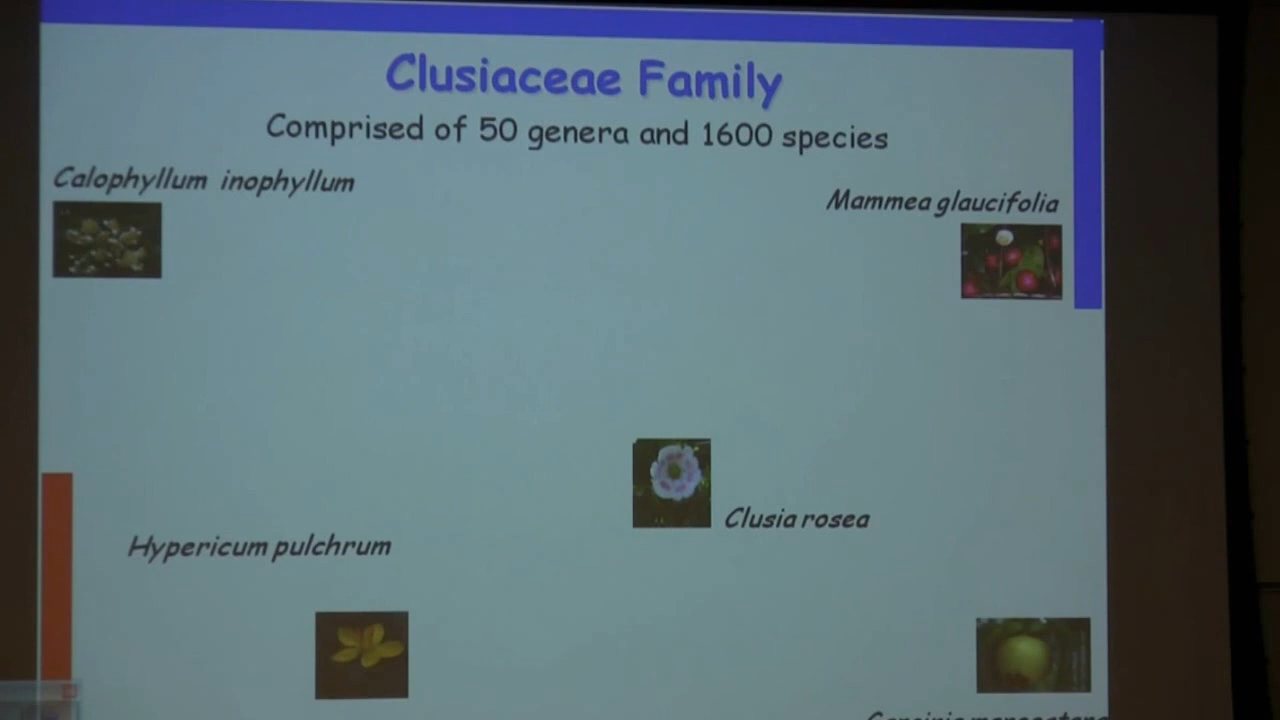 Clusiaceae Family
Comprised of 50 genera and 1600 species
Calophyllum inophyllum
Mammea glaucifolia
Clusia rosea
Hypericum pulchrum